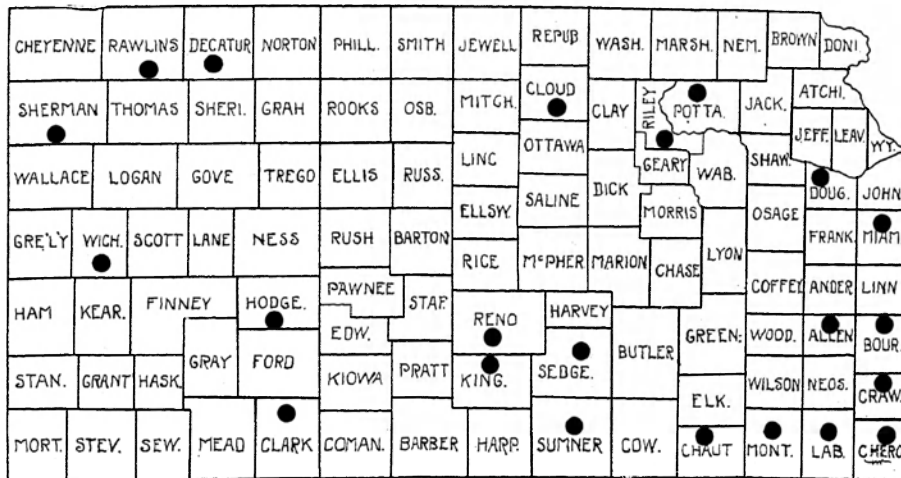 CHEYENNE RAWLINS DECATUR NORTON PHILL. SMITH JEWELL REPUB WASH. MARSH. NEM. BROWN DONI.
SHERMAN THOMAS SHERI. GRAH ROOKS OSB. MITCH. CLOUD CLAY RILEY POTTA. JACK. ATCHI.
JEFF. LEAV. WY.
WALLACE LOGAN GOVE TREGO ELLIS RUSS. LINC OTTAWA GEARY WAB. SHAW. DOUG. JOHN.
ELLSW. SALINE DICK MORRIS OSAGE
GRE'LY WICH. SCOTT LANE NESS RUSH BARTON RICE McPHER MARION CHASE LYON FRANK. MIAM.
HAM KEAR. FINNEY HODGE. PAWNEE STAF. RENO HARVEY COFFEY ANDER LINN
EDW. GREEN. WOOD. ALLEN BOUR.
GRAY FORD
STAN. GRANT HASK. KIOWA PRATT KING. SEDGE. BUTLER WILSON NEOS. CRAW.
ELK.
MORT. STEV. SEW. MEAD CLARK COMAN. BARBER HARP. SUMNER COW. CHAUT MONT. LAB. CHERO